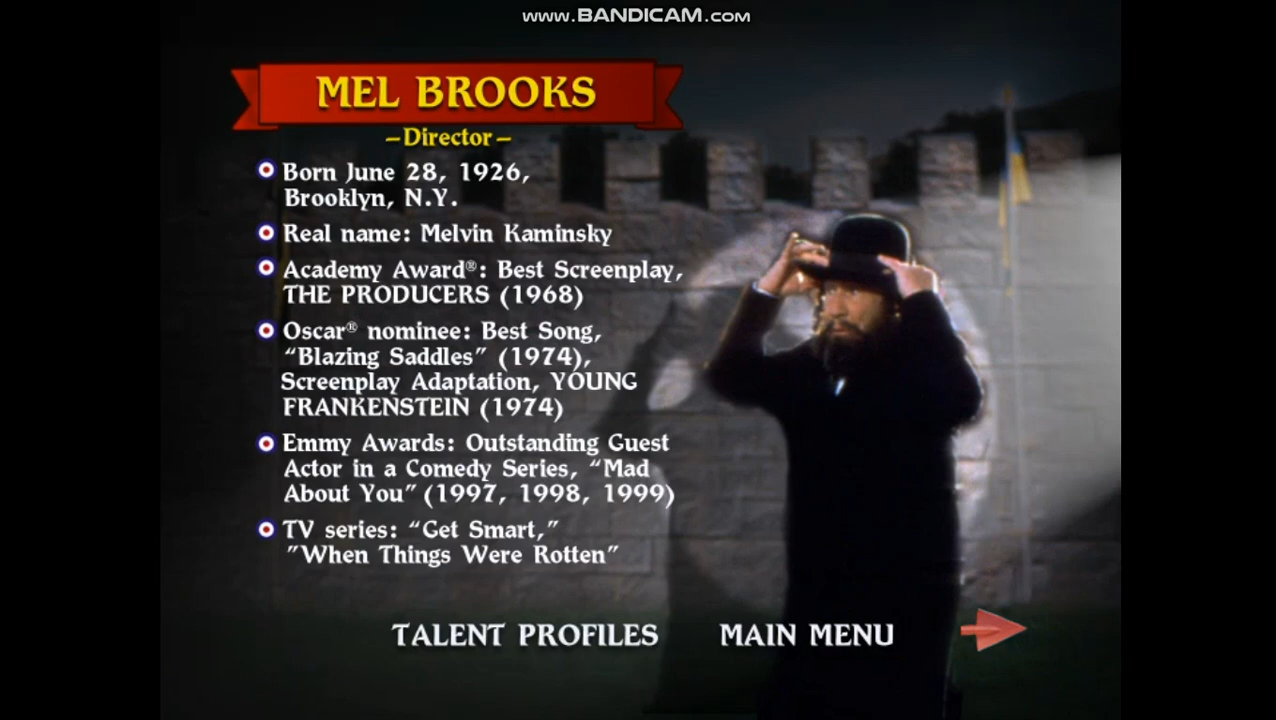 www.BANDICAM.com
MEL BROOKS
–Director–
Born June 28, 1926,
Brooklyn, N.Y.
Real name: Melvin Kaminsky
Academy Award®: Best Screenplay,
THE PRODUCERS (1968)
Oscar® nominee: Best Song,
“Blazing Saddles” (1974),
Screenplay Adaptation, YOUNG
FRANKENSTEIN (1974)
Emmy Awards: Outstanding Guest
Actor in a Comedy Series, “Mad
About You” (1997, 1998, 1999)
TV series: “Get Smart,”
”When Things Were Rotten”
TALENT PROFILES MAIN MENU